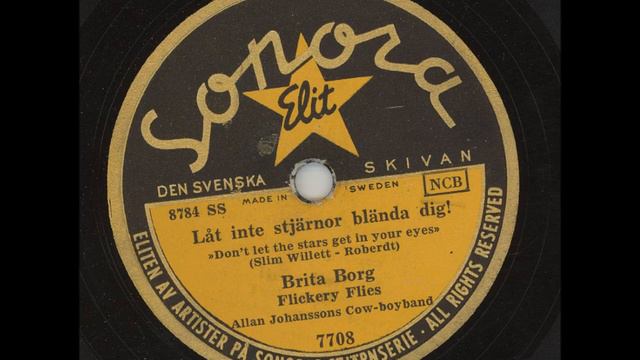 Sonora
Elit
DEN SVENSKA SKIVAN
MADE IN SWEDEN
NCB
8784 SS
Låt inte stjärnor blända dig!
»Don't let the stars get in your eyes»
(Slim Willett - Roberdt)
Brita Borg
Flickery Flies
Allan Johanssons Cow-boyband
7708
ELITEN AV ARTISTER PÅ · ALL RIGHTS RESERVED